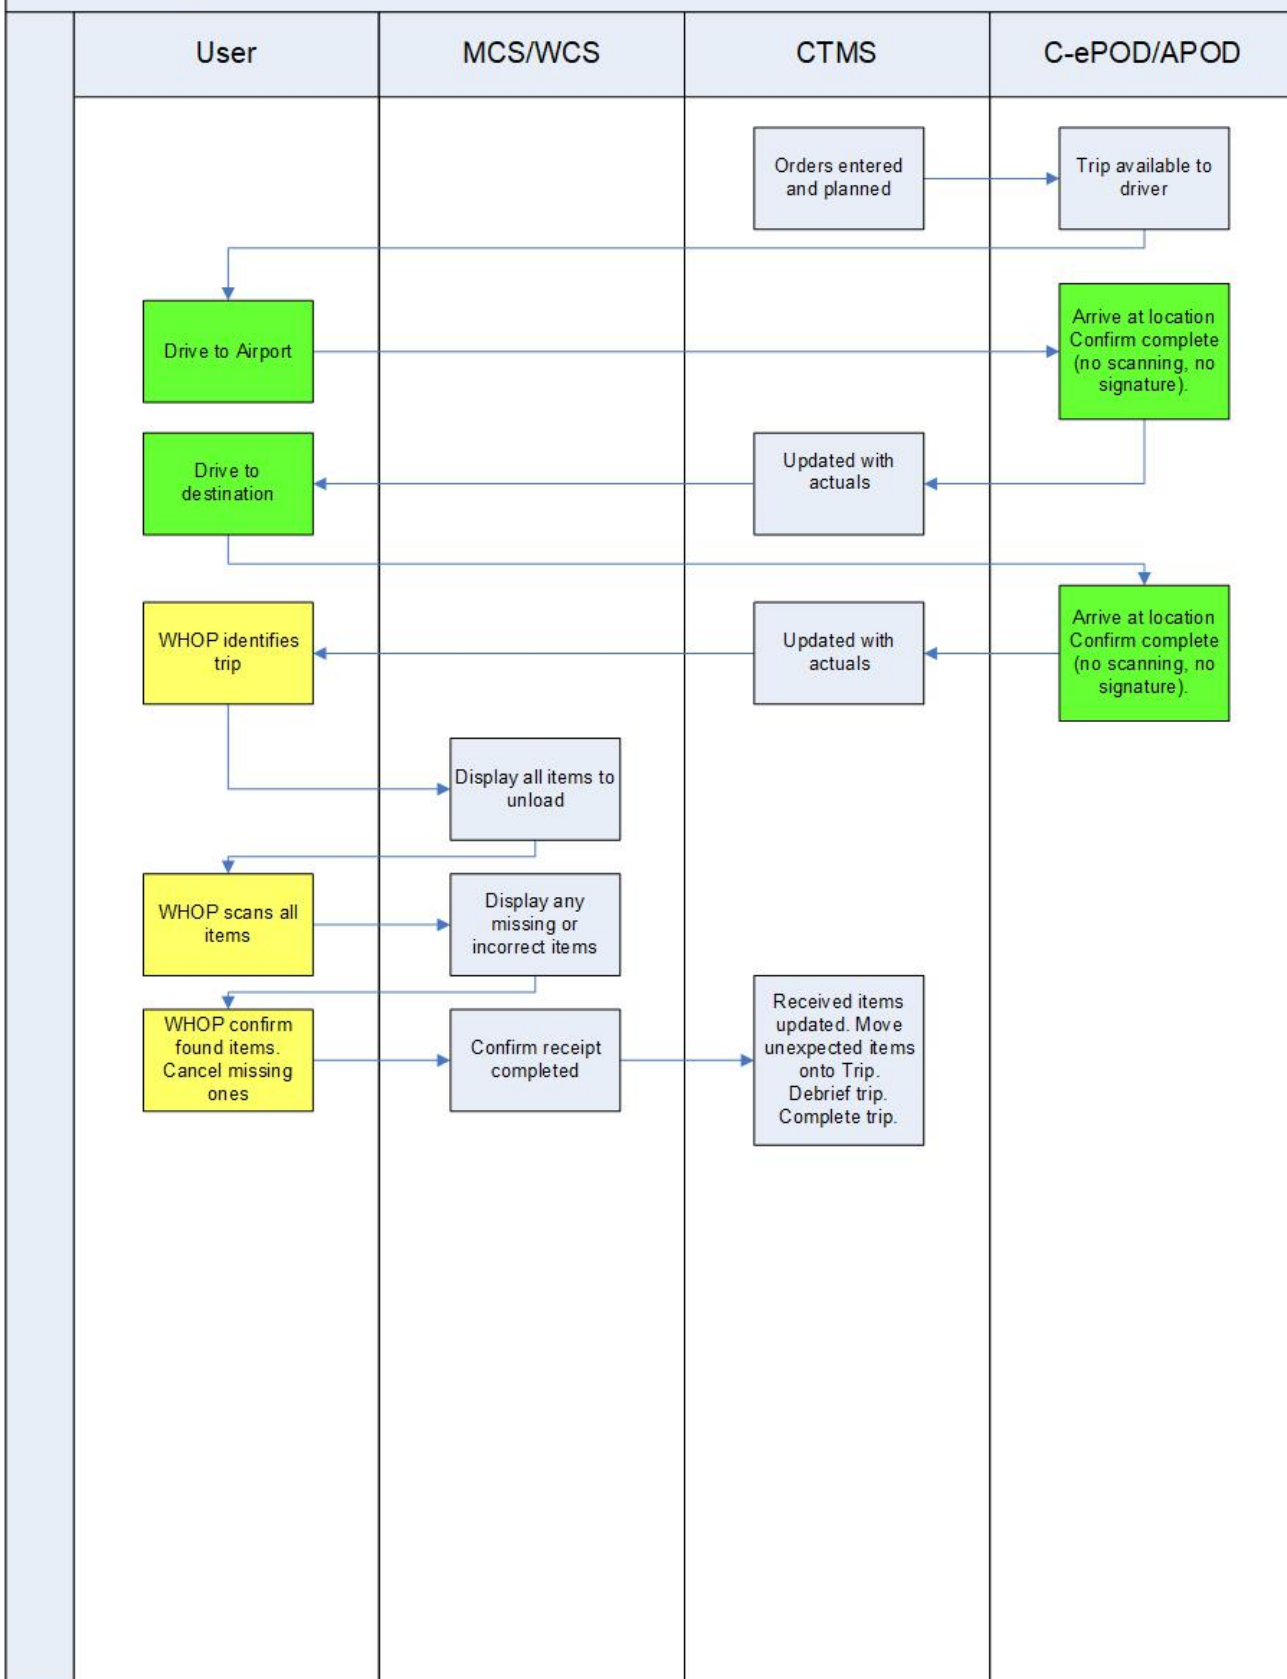 User
MCS/WCS
CTMS
C-ePOD/APOD
Orders entered
and planned
Trip available to
driver
Drive to Airport
Arrive at location
Confirm complete
(no scanning, no
signature).
Drive to
destination
Updated with
actuals
WHOP identifies
trip
Updated with
actuals
Arrive at location
Confirm complete
(no scanning, no
signature).
Display all items to
unload
WHOP scans all
items
Display any
missing or
incorrect items
WHOP confirm
found items.
Cancel missing
ones
Confirm receipt
completed
Received items
updated. Move
unexpected items
onto Trip.
Debrief trip.
Complete trip.